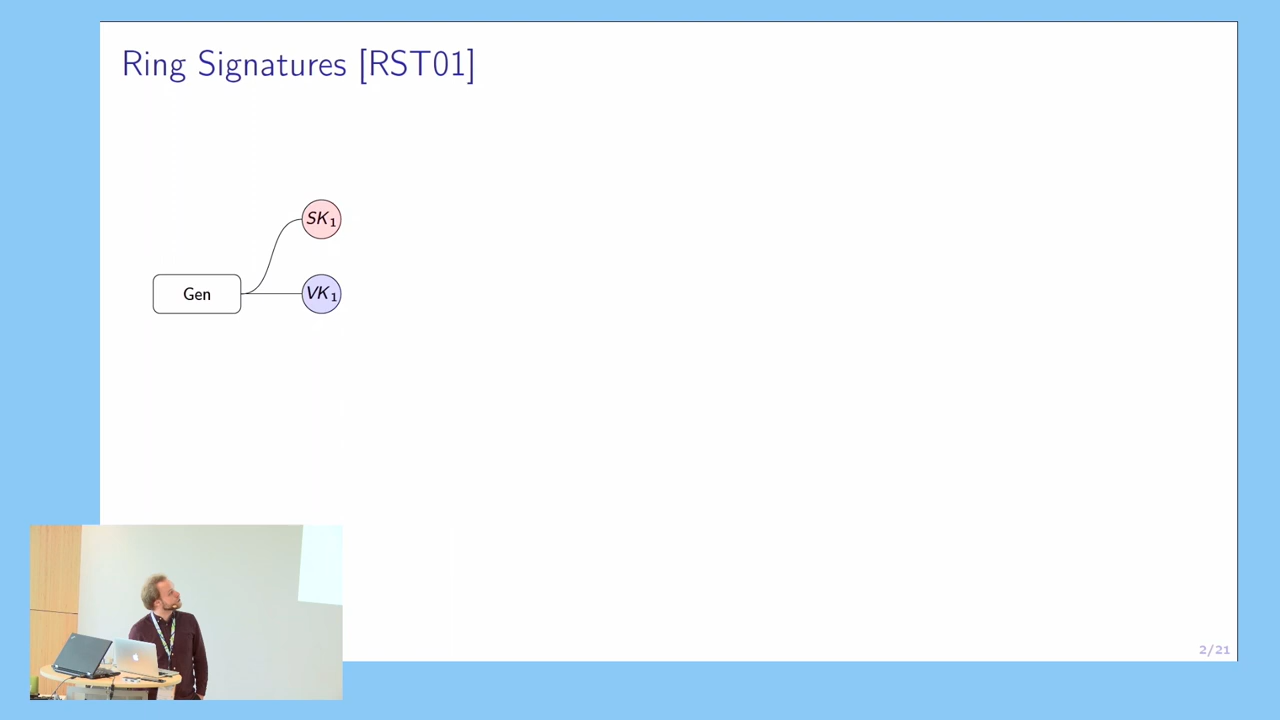 Ring Signatures [RST01]
SK₁
Gen
VK₁
2/21